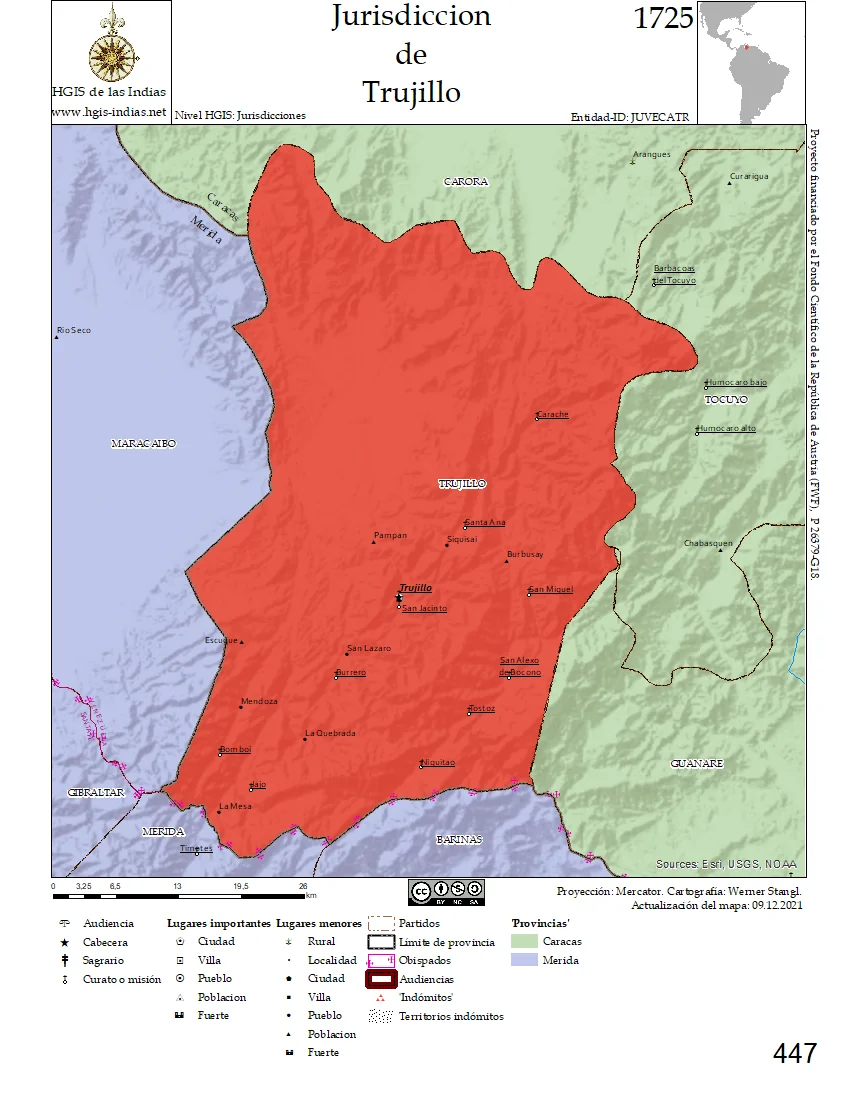 Jurisdiccion
de
Trujillo
1725
HGIS de las Indias
www.hgis-indias.net
Nivel HGIS: Jurisdicciones
Entidad-ID: JUVECATR
Proyecto financiado por el Fondo Científico de la República de Austria (FWF), P 26379-G18.
Arangues
Curarigua
CARORA
Caracas
Merida
Barbacoas
del Tocuyo
Rio Seco
Humocaro bajo
TOCUYO
Carache
Humocaro alto
MARACAIBO
TRUJILLO
Santa Ana
Pampan
Siquisai
Chabasquen
Burbusay
Trujillo
San Miguel
San Jacinto
Escuque
San Lazaro
San Alexo
de Bocono
Burrero
Mendoza
Tostoz
La Quebrada
Bomboi
Niquitao
GUANARE
GIBRALTAR
Jajo
La Mesa
MERIDA
BARINAS
Timotes
Sources: Esri, USGS, NOAA
0 3,25 6,5 13 19,5 26
km
CC BY NC SA
Proyección: Mercator. Cartografía: Werner Stangl.
Actualización del mapa: 09.12.2021
Audiencia
Cabecera
Sagrario
Curato o misión
Lugares importantes
Ciudad
Villa
Pueblo
Poblacion
Fuerte
Lugares menores
Rural
Localidad
Ciudad
Villa
Pueblo
Poblacion
Fuerte
Partidos
Límite de provincia
Obispados
Audiencias
'Indómitos'
Territorios indómitos
'Provincias'
Caracas
Merida
447